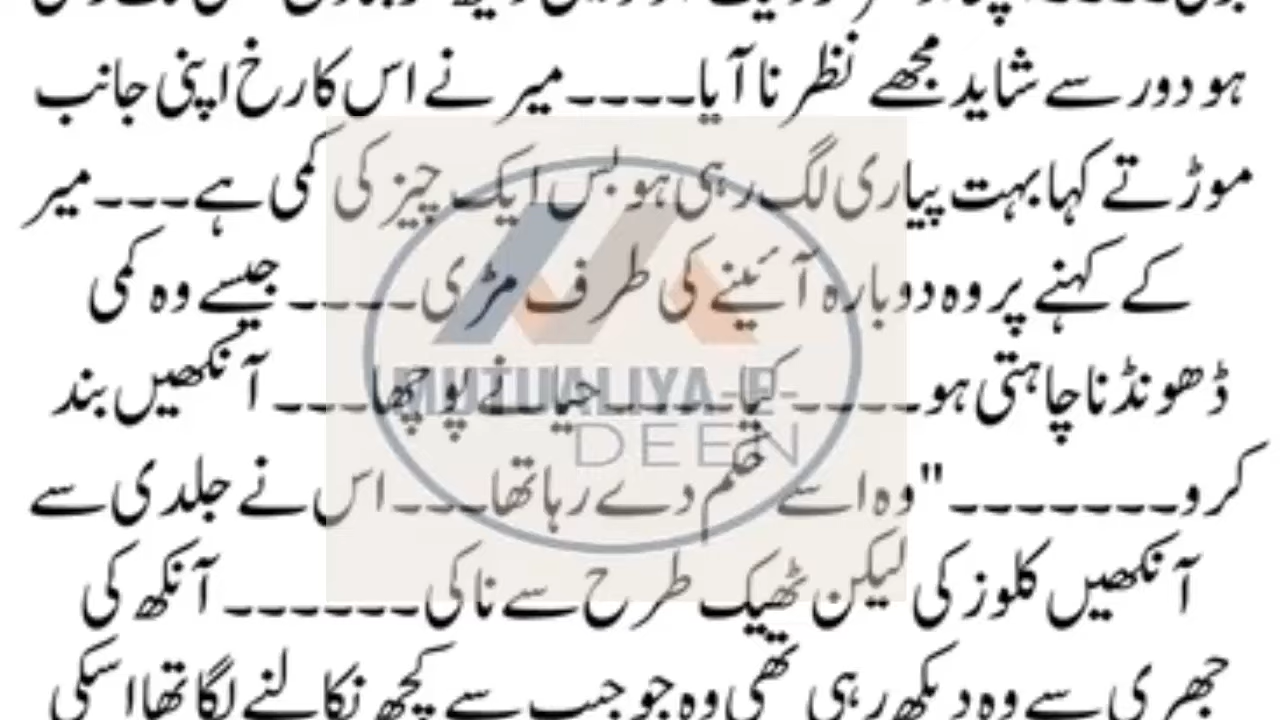 ہو دور سے شاید مجھے نظر نا آیا۔۔۔۔میر نے اس کا رخ اپنی جانب
موڑتے کہا بہت پیاری لگ رہی ہو بس ایک چیز کی کمی ہے۔۔۔میر
کے کہنے پر وہ دوبارہ آئینے کی طرف مڑی۔۔۔۔جیسے وہ کمی
ڈھونڈنا چاہتی ہو۔۔۔۔کیا۔۔۔۔۔حیا نے پوچھا۔۔۔۔آنکھیں بند
MUTUALIYA-E-
DEEN
کرو۔۔۔۔۔۔۔"وہ اسے حکم دے رہا تھا۔۔۔اس نے جلدی سے
آنکھیں کلوز کی لیکن ٹھیک طرح سے نا کی۔۔۔۔۔۔آنکھ کی
جھری سے وہ دیکھ رہی تھی وہ جو جیب سے کچھ نکالنے لگا تھا اسکی